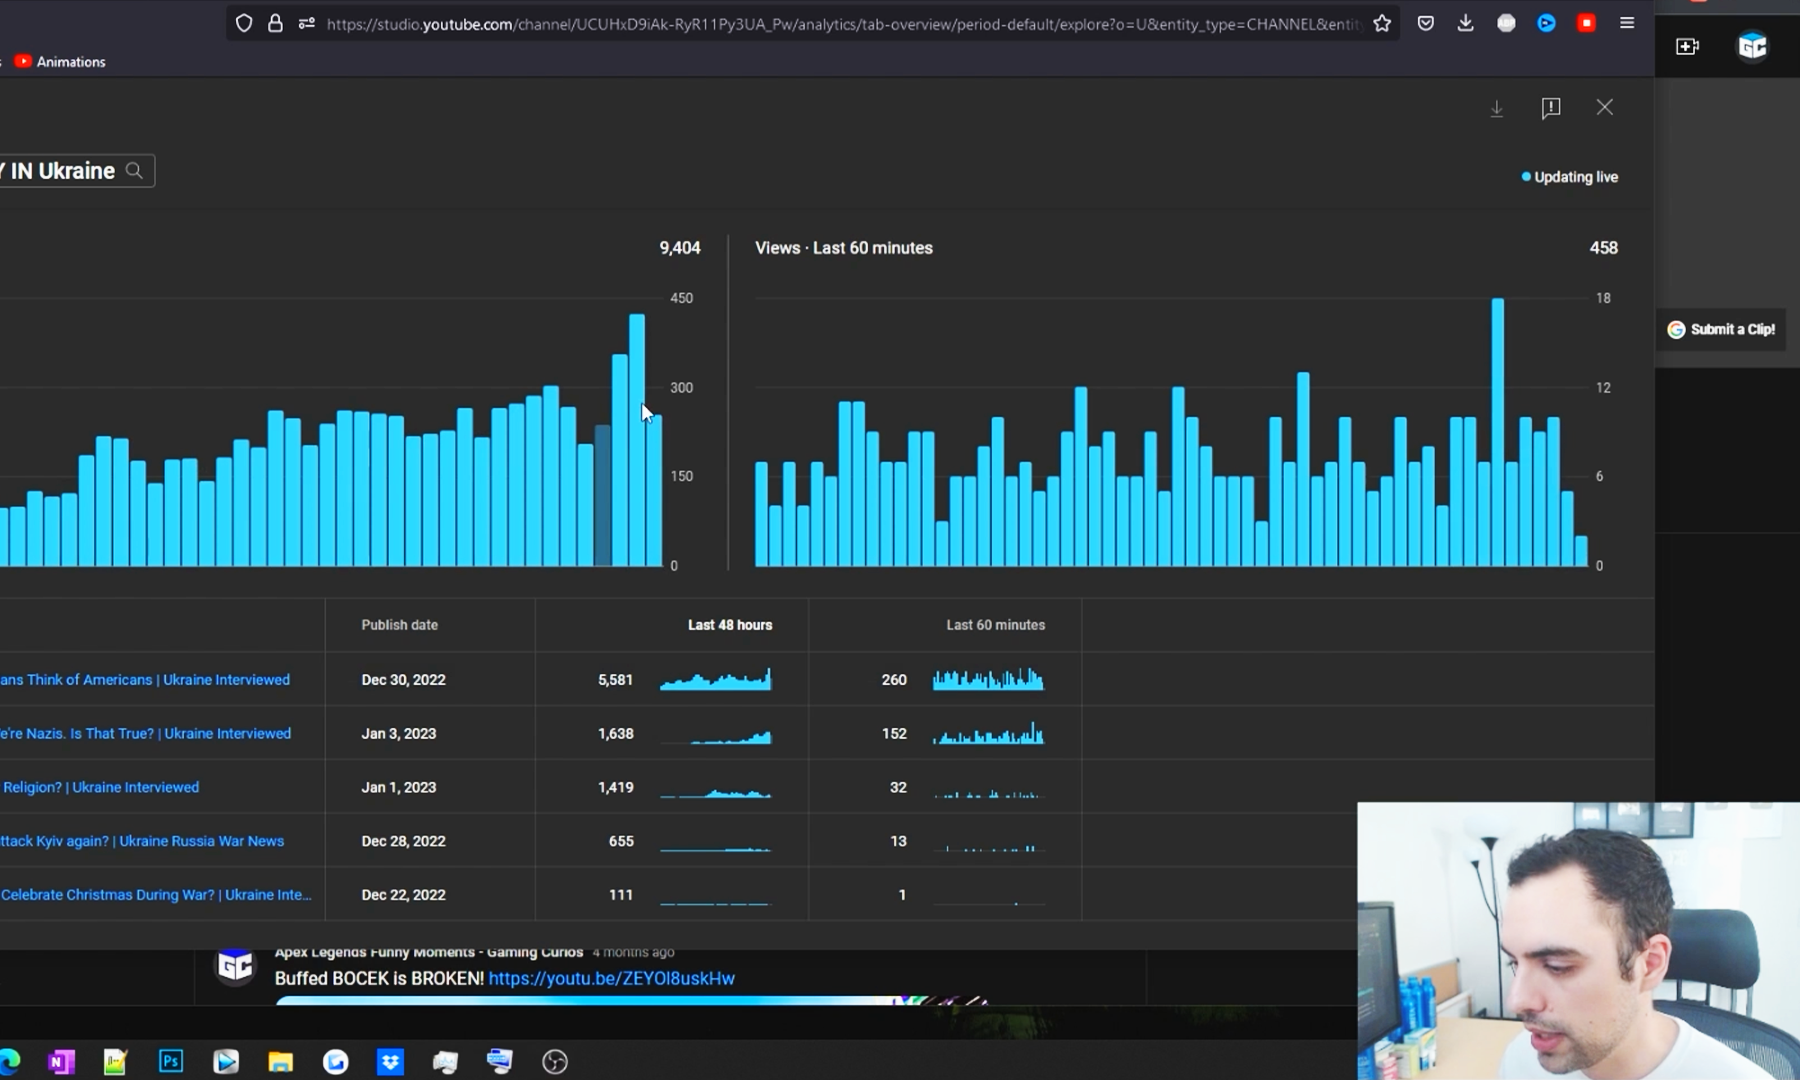 https://studio.youtube.com/channel/UCUHxD9iAk-RyR11Py3UA_Pw/analytics/tab-overview/period-default/explore?o=U&entity_type=CHANNEL&entit
Animations
GC
Y IN Ukraine
Updating live
9,404
Views · Last 60 minutes
458
450
300
150
0
18
12
6
0
Submit a Clip!
Publish date
Last 48 hours
Last 60 minutes
ans Think of Americans | Ukraine Interviewed
Dec 30, 2022
5,581
260
e're Nazis. Is That True? | Ukraine Interviewed
Jan 3, 2023
1,638
152
Religion? | Ukraine Interviewed
Jan 1, 2023
1,419
32
ttack Kyiv again? | Ukraine Russia War News
Dec 28, 2022
655
13
Celebrate Christmas During War? | Ukraine Inte...
Dec 22, 2022
111
1
GC
Apex Legends Funny Moments - Gaming Curios 4 months ago
Buffed BOCEK is BROKEN! https://youtu.be/ZEYOl8uskHw
N
Ps